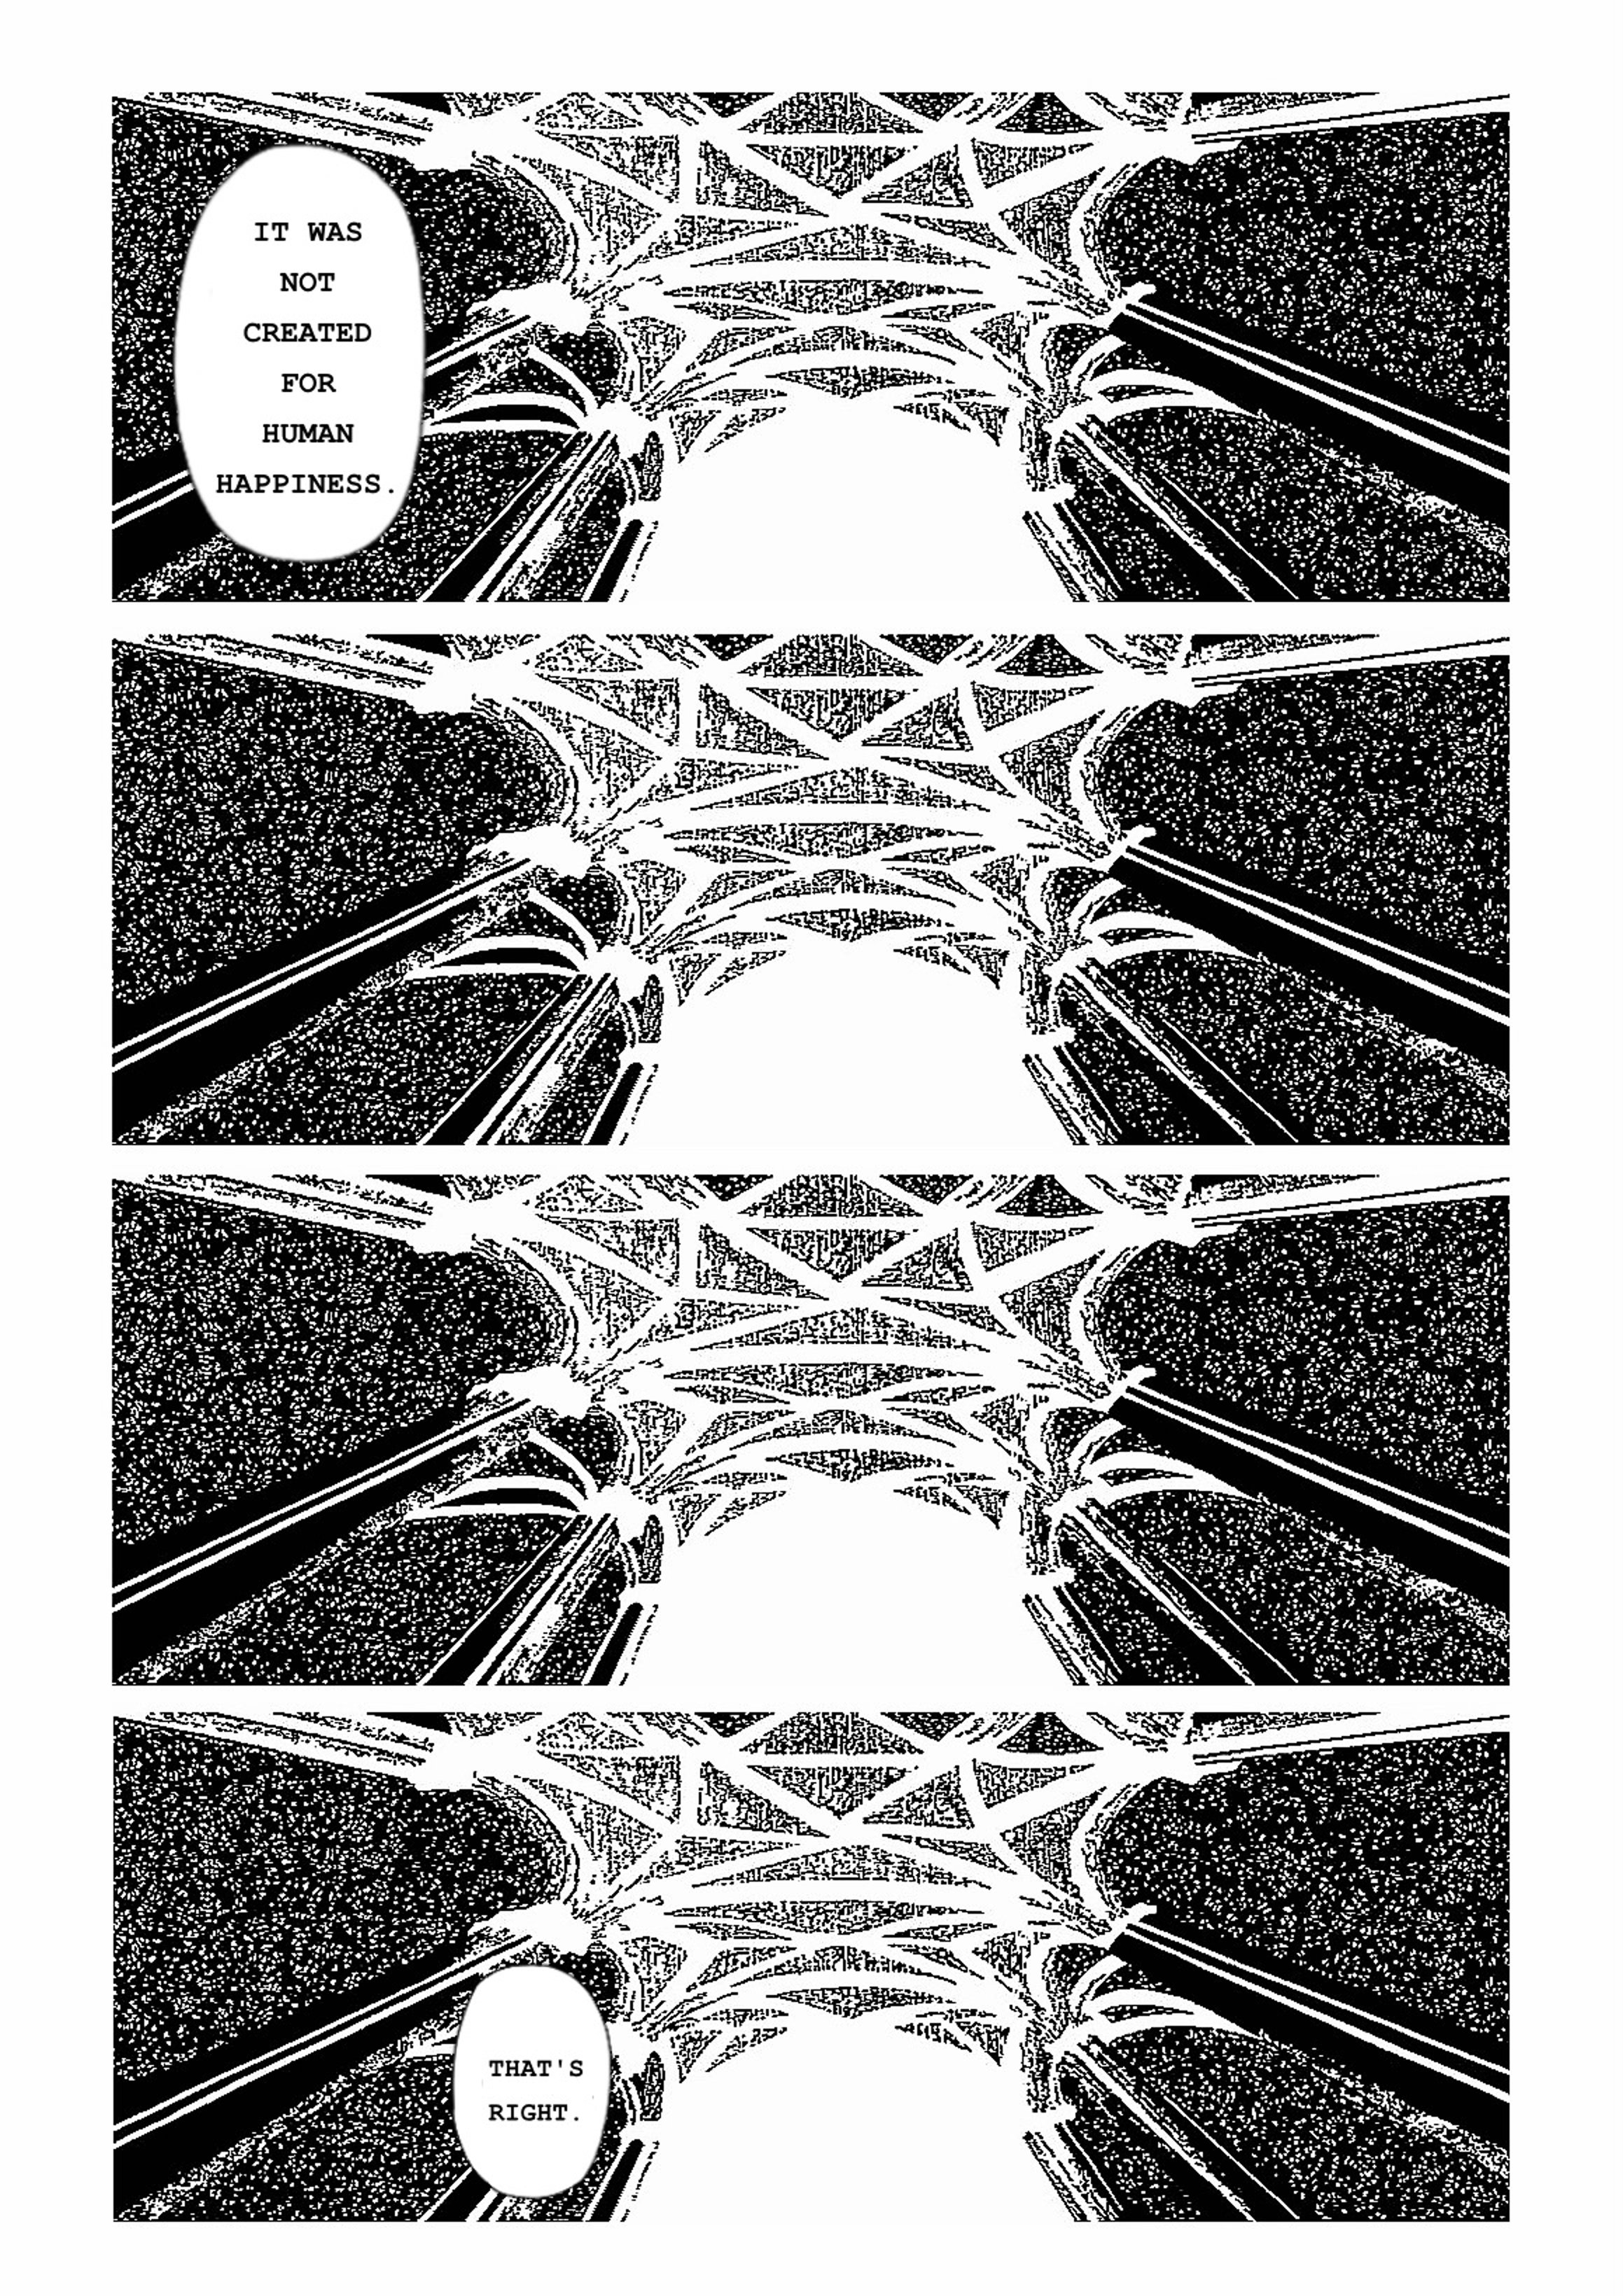 IT WAS
NOT
CREATED
FOR
HUMAN
HAPPINESS.
THAT'S
RIGHT.